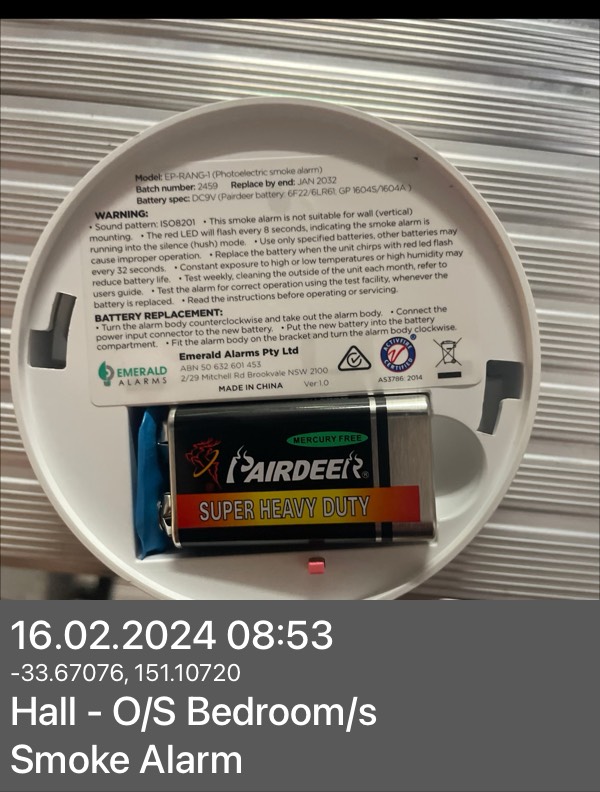 Model: EP-RANG-1 (Photoelectric smoke alarm)
Batch number: 2459 Replace by end: JAN 2032
Battery spec: DC9V (Pairdeer battery: 6F22/6LR61, GP 1604S/1604A)
WARNING:
• Sound pattern: ISO8201 • This smoke alarm is not suitable for wall (vertical)
mounting. • The red LED will flash every 8 seconds, indicating the smoke alarm is
running into the silence (hush) mode. • Use only specified batteries, other batteries may
cause improper operation. • Replace the battery when the unit chirps with red led flash
every 32 seconds. • Constant exposure to high or low temperatures or high humidity may
reduce battery life. • Test weekly, cleaning the outside of the unit each month, refer to
users guide. • Test the alarm for correct operation using the test facility, whenever the
battery is replaced. • Read the instructions before operating or servicing.
BATTERY REPLACEMENT:
• Turn the alarm body counterclockwise and take out the alarm body. • Connect the
power input connector to the new battery. • Put the new battery into the battery
compartment. • Fit the alarm body on the bracket and turn the alarm body clockwise.
EMERALD
ALARMS
Emerald Alarms Pty Ltd
ABN 50 632 601 453
2/29 Mitchell Rd Brookvale NSW 2100
MADE IN CHINA Ver 1.0
ACTIVFIRE
CERTIFIED
AS3786: 2014
MERCURY FREE
PAIRDEER®
SUPER HEAVY DUTY
16.02.2024 08:53
-33.67076, 151.10720
Hall - O/S Bedroom/s
Smoke Alarm